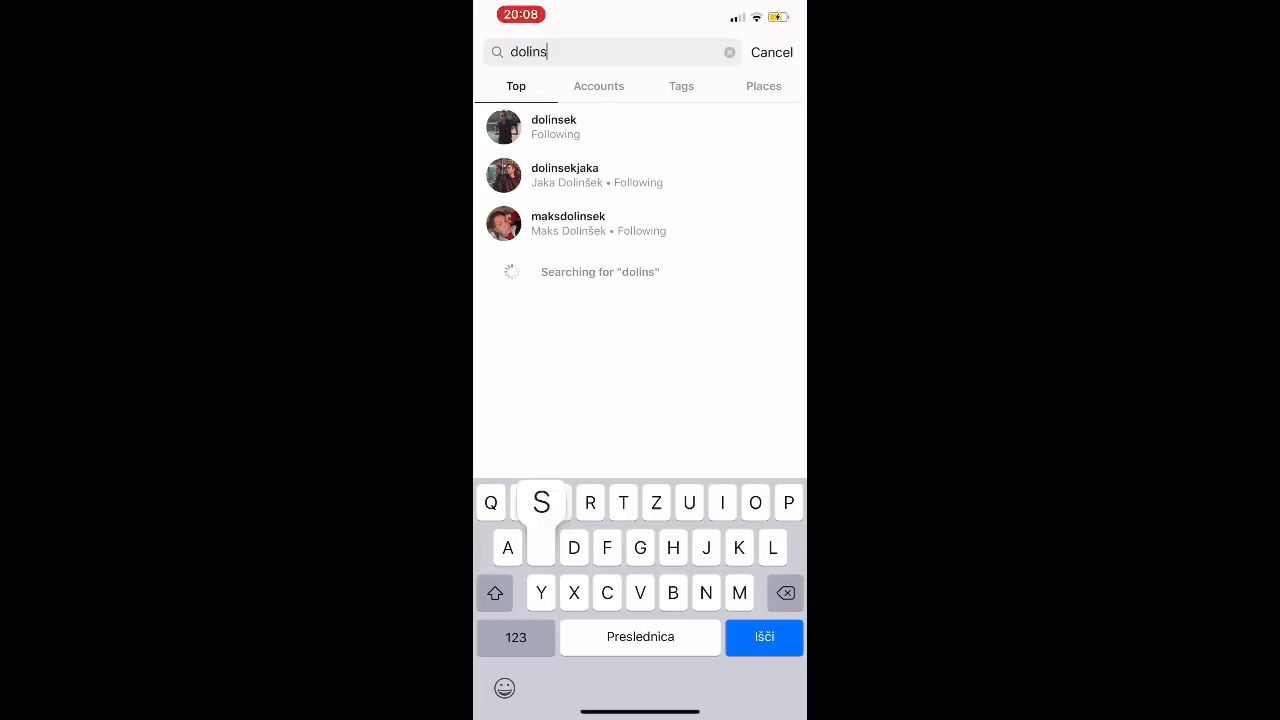 20:08
dolins
Cancel
Top Accounts Tags Places
dolinsek
Following
dolinsekjaka
Jaka Dolinšek • Following
maksdolinsek
Maks Dolinšek • Following
Searching for "dolins"
Q S R T Z U I O P
A D F G H J K L
Y X C V B N M
123 Preslednica Išči